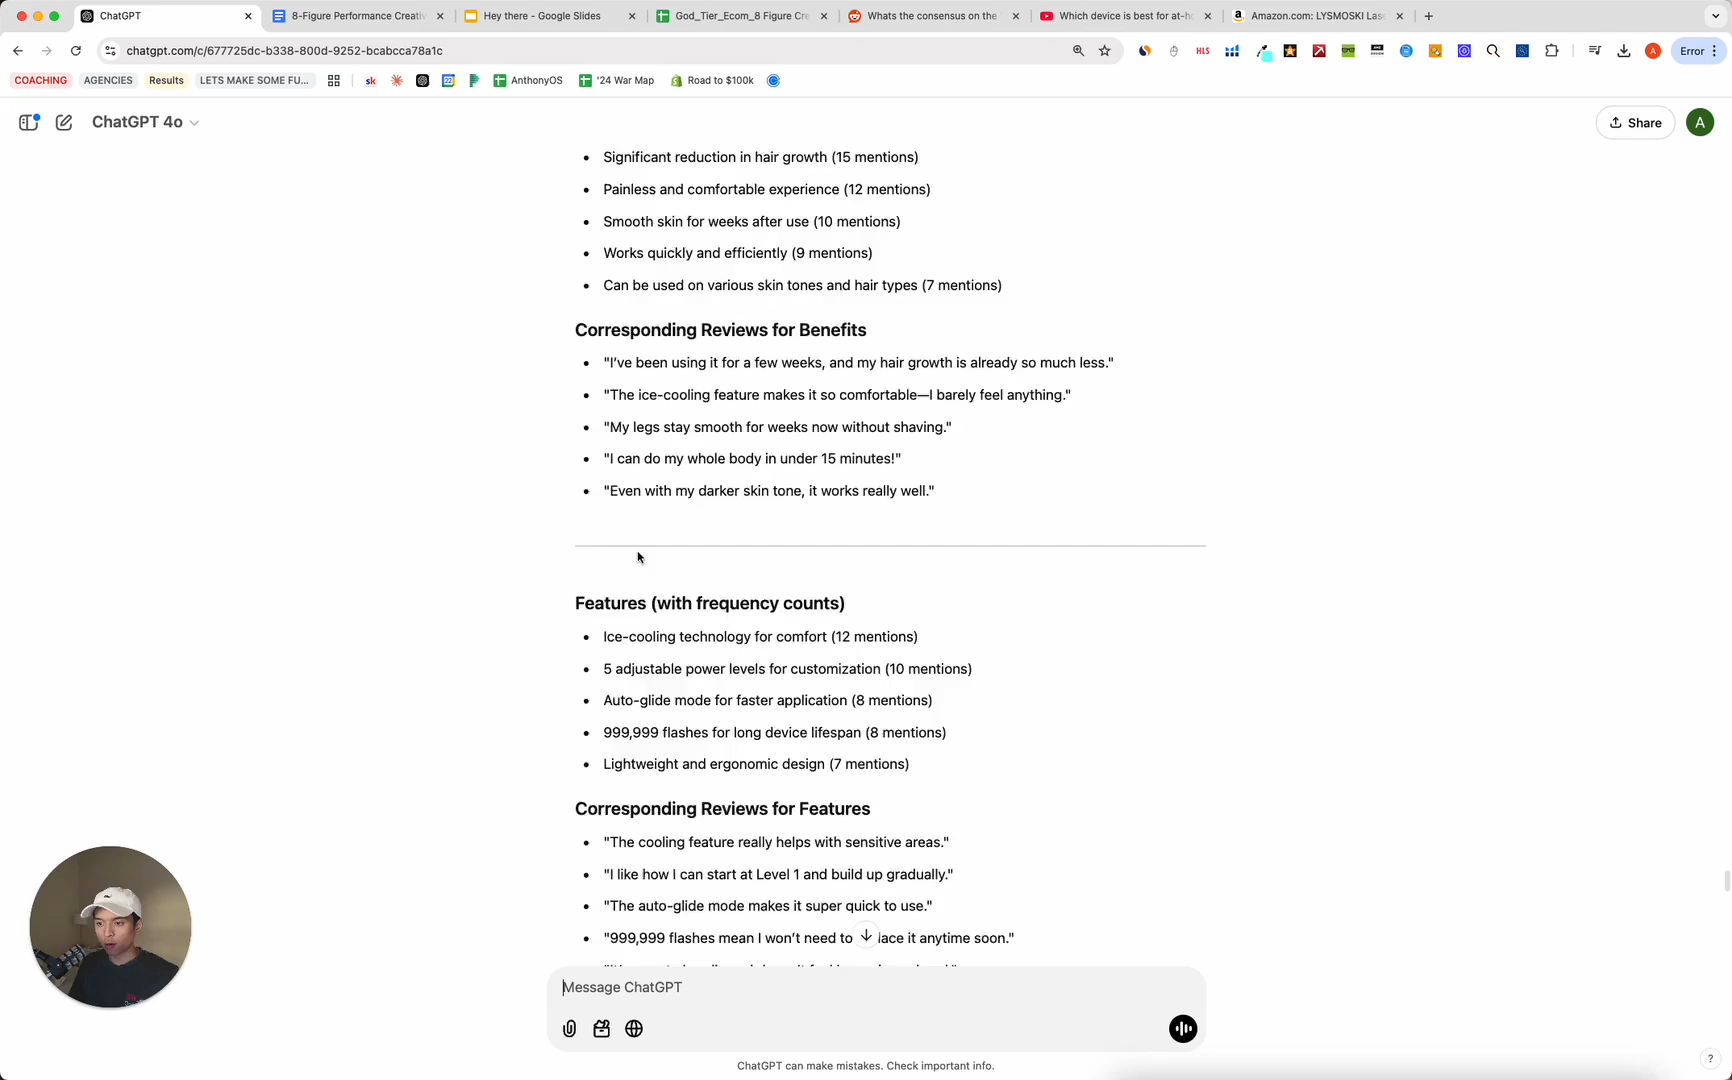 ChatGPT
8-Figure Performance Creativ
Hey there - Google Slides
God_Tier_Ecom_8 Figure Cre
Whats the consensus on the
Which device is best for at-ho
Amazon.com: LYSMOSKI Las
chatgpt.com/c/677725dc-b338-800d-9252-bcabcca78a1c
HLS
A
Error
COACHING
AGENCIES
Results
LETS MAKE SOME FU...
sk
AnthonyOS
'24 War Map
Road to $100k
ChatGPT 4o
Share
A
Significant reduction in hair growth (15 mentions)
Painless and comfortable experience (12 mentions)
Smooth skin for weeks after use (10 mentions)
Works quickly and efficiently (9 mentions)
Can be used on various skin tones and hair types (7 mentions)
Corresponding Reviews for Benefits
"I've been using it for a few weeks, and my hair growth is already so much less."
"The ice-cooling feature makes it so comfortable—I barely feel anything."
"My legs stay smooth for weeks now without shaving."
"I can do my whole body in under 15 minutes!"
"Even with my darker skin tone, it works really well."
Features (with frequency counts)
Ice-cooling technology for comfort (12 mentions)
5 adjustable power levels for customization (10 mentions)
Auto-glide mode for faster application (8 mentions)
999,999 flashes for long device lifespan (8 mentions)
Lightweight and ergonomic design (7 mentions)
Corresponding Reviews for Features
"The cooling feature really helps with sensitive areas."
"I like how I can start at Level 1 and build up gradually."
"The auto-glide mode makes it super quick to use."
"999,999 flashes mean I won't need to lace it anytime soon."
Message ChatGPT
ChatGPT can make mistakes. Check important info.
?